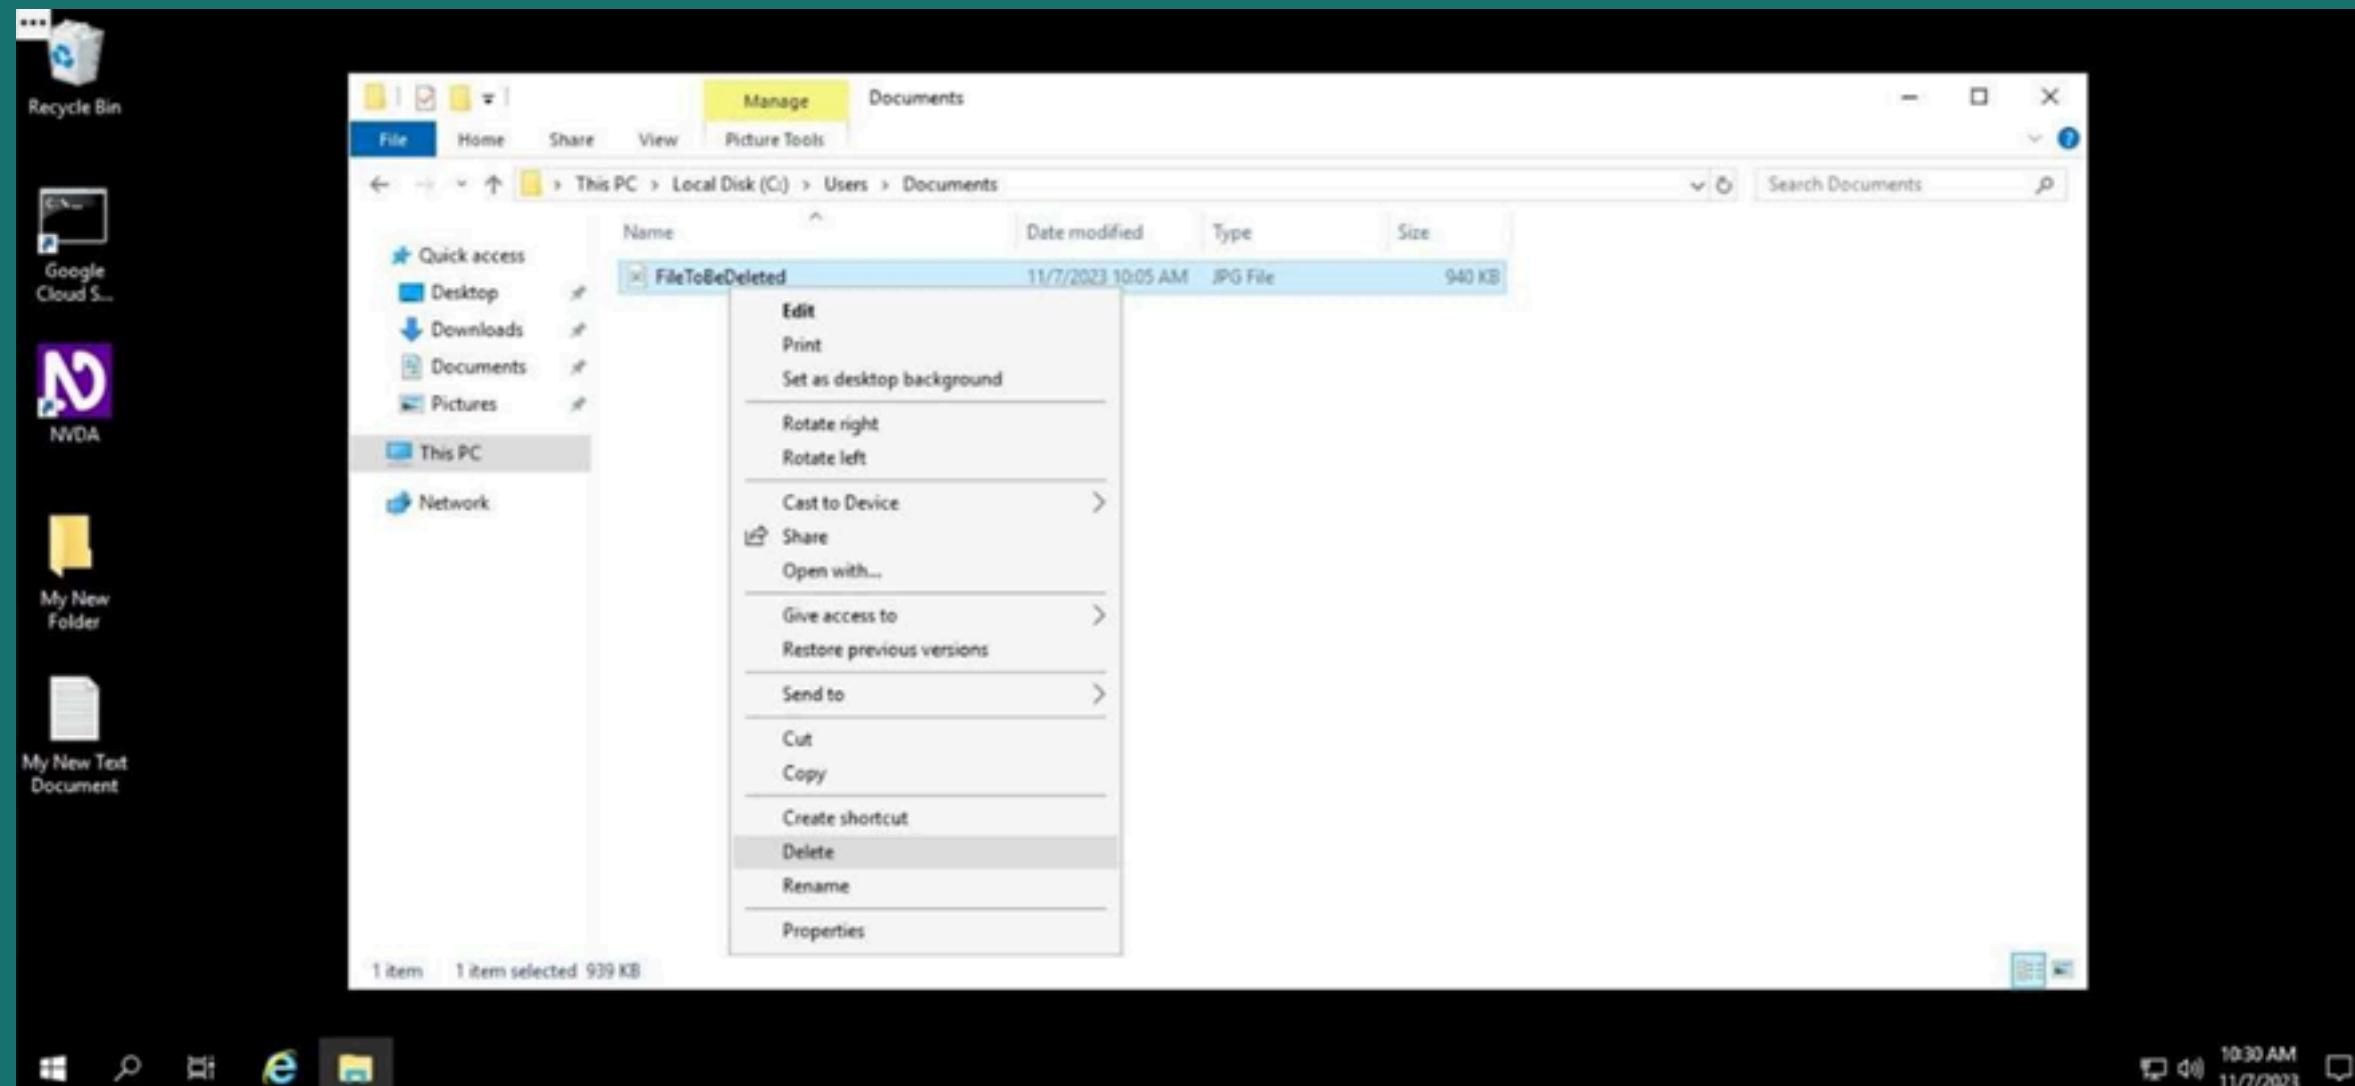 Recycle Bin
Google
Cloud S...
NVDA
My New
Folder
My New Text
Document
Manage
Documents
File
Home
Share
View
Picture Tools
This PC > Local Disk (C:) > Users > Documents
Search Documents
Quick access
Desktop
Downloads
Documents
Pictures
This PC
Network
Name
Date modified
Type
Size
FileToBeDeleted
11/7/2023 10:05 AM
JPG File
940 KB
Edit
Print
Set as desktop background
Rotate right
Rotate left
Cast to Device
Share
Open with...
Give access to
Restore previous versions
Send to
Cut
Copy
Create shortcut
Delete
Rename
Properties
1 item
1 item selected 939 KB
10:30 AM
11/7/2023